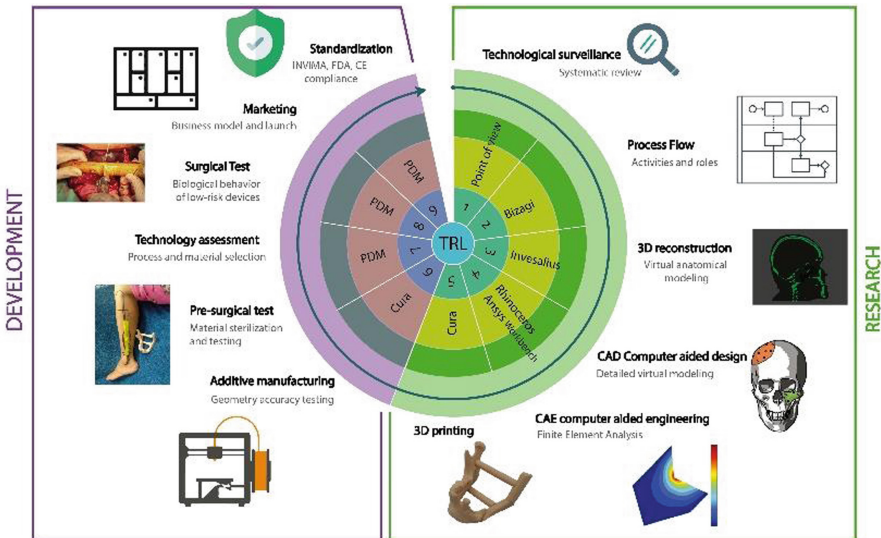 Standardization
INVIMA, FDA, CE
compliance
Marketing
Business model and launch
Surgical Test
Biological behavior
of low-risk devices
Technology assessment
Process and material selection
Pre-surgical test
Material sterilization
and testing
Additive manufacturing
Geometry accuracy testing
DEVELOPMENT
Technological surveillance
Systematic review
Process Flow
Activities and roles
3D reconstruction
Virtual anatomical
modeling
CAD Computer aided design
Detailed virtual modeling
CAE computer aided engineering
Finite Element Analysis
3D printing
RESEARCH
TRL
1
2
3
4
5
6
7
8
9
Point of view
Bizagi
Invesalius
Rhinoceros
Ansys Workbench
Cura
Cura
PDM
PDM
PDM